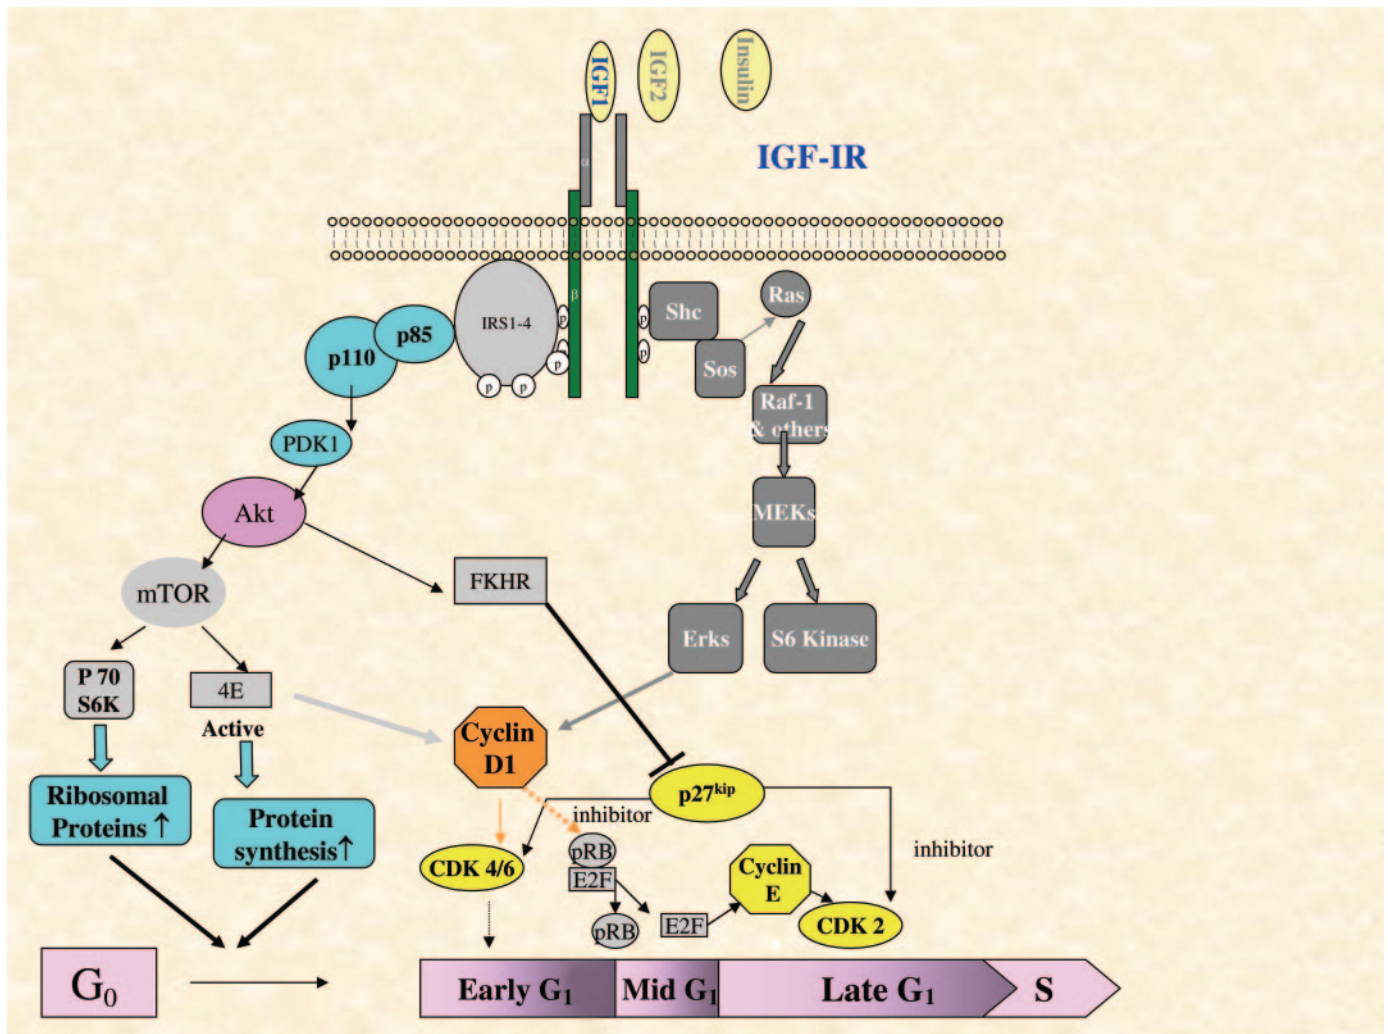 IGF1
IGF2
Insulin
IGF-IR
α
β
IRS1-4
p
p
p
p
p
p
Shc
Ras
Sos
p85
p110
Raf-1
& others
PDK1
MEKs
Akt
mTOR
FKHR
Erks
S6 Kinase
P 70
S6K
4E
Active
Cyclin
D1
p27kip
inhibitor
inhibitor
Ribosomal
Proteins ↑
Protein
synthesis↑
CDK 4/6
pRB
E2F
pRB
E2F
Cyclin
E
CDK 2
G0
Early G1
Mid G1
Late G1
S